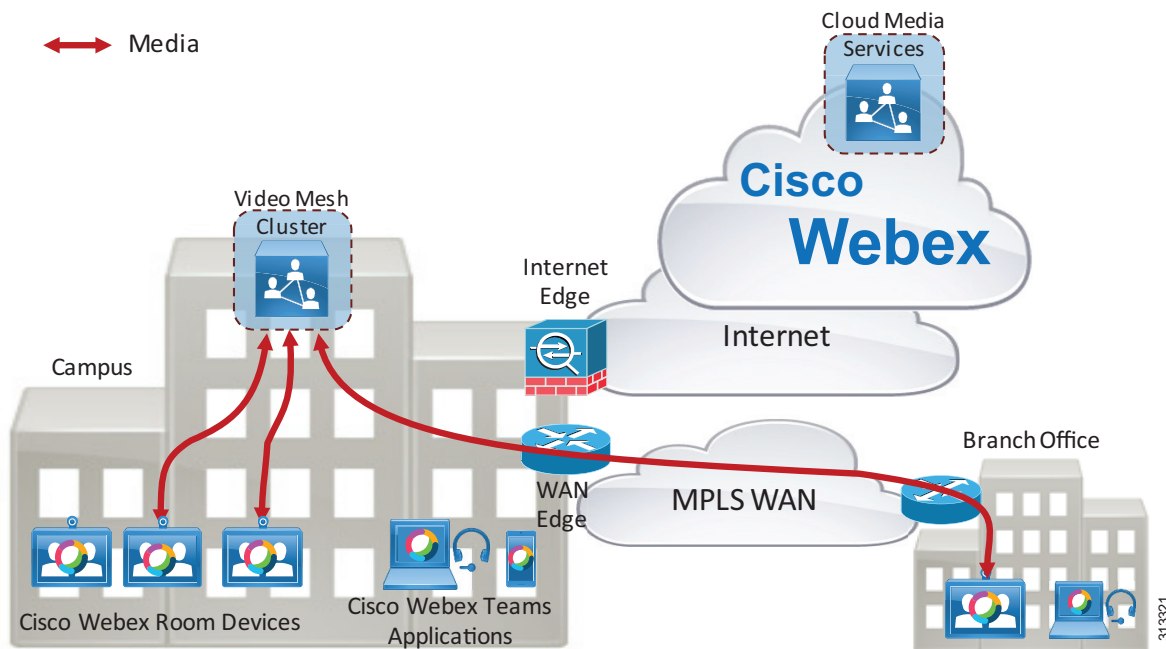 Media
Cloud Media
Services
Cisco
Webex
Video Mesh
Cluster
Internet
Edge
Internet
Campus
Branch Office
WAN
Edge
MPLS WAN
Cisco Webex Room Devices
Cisco Webex Teams
Applications
313321